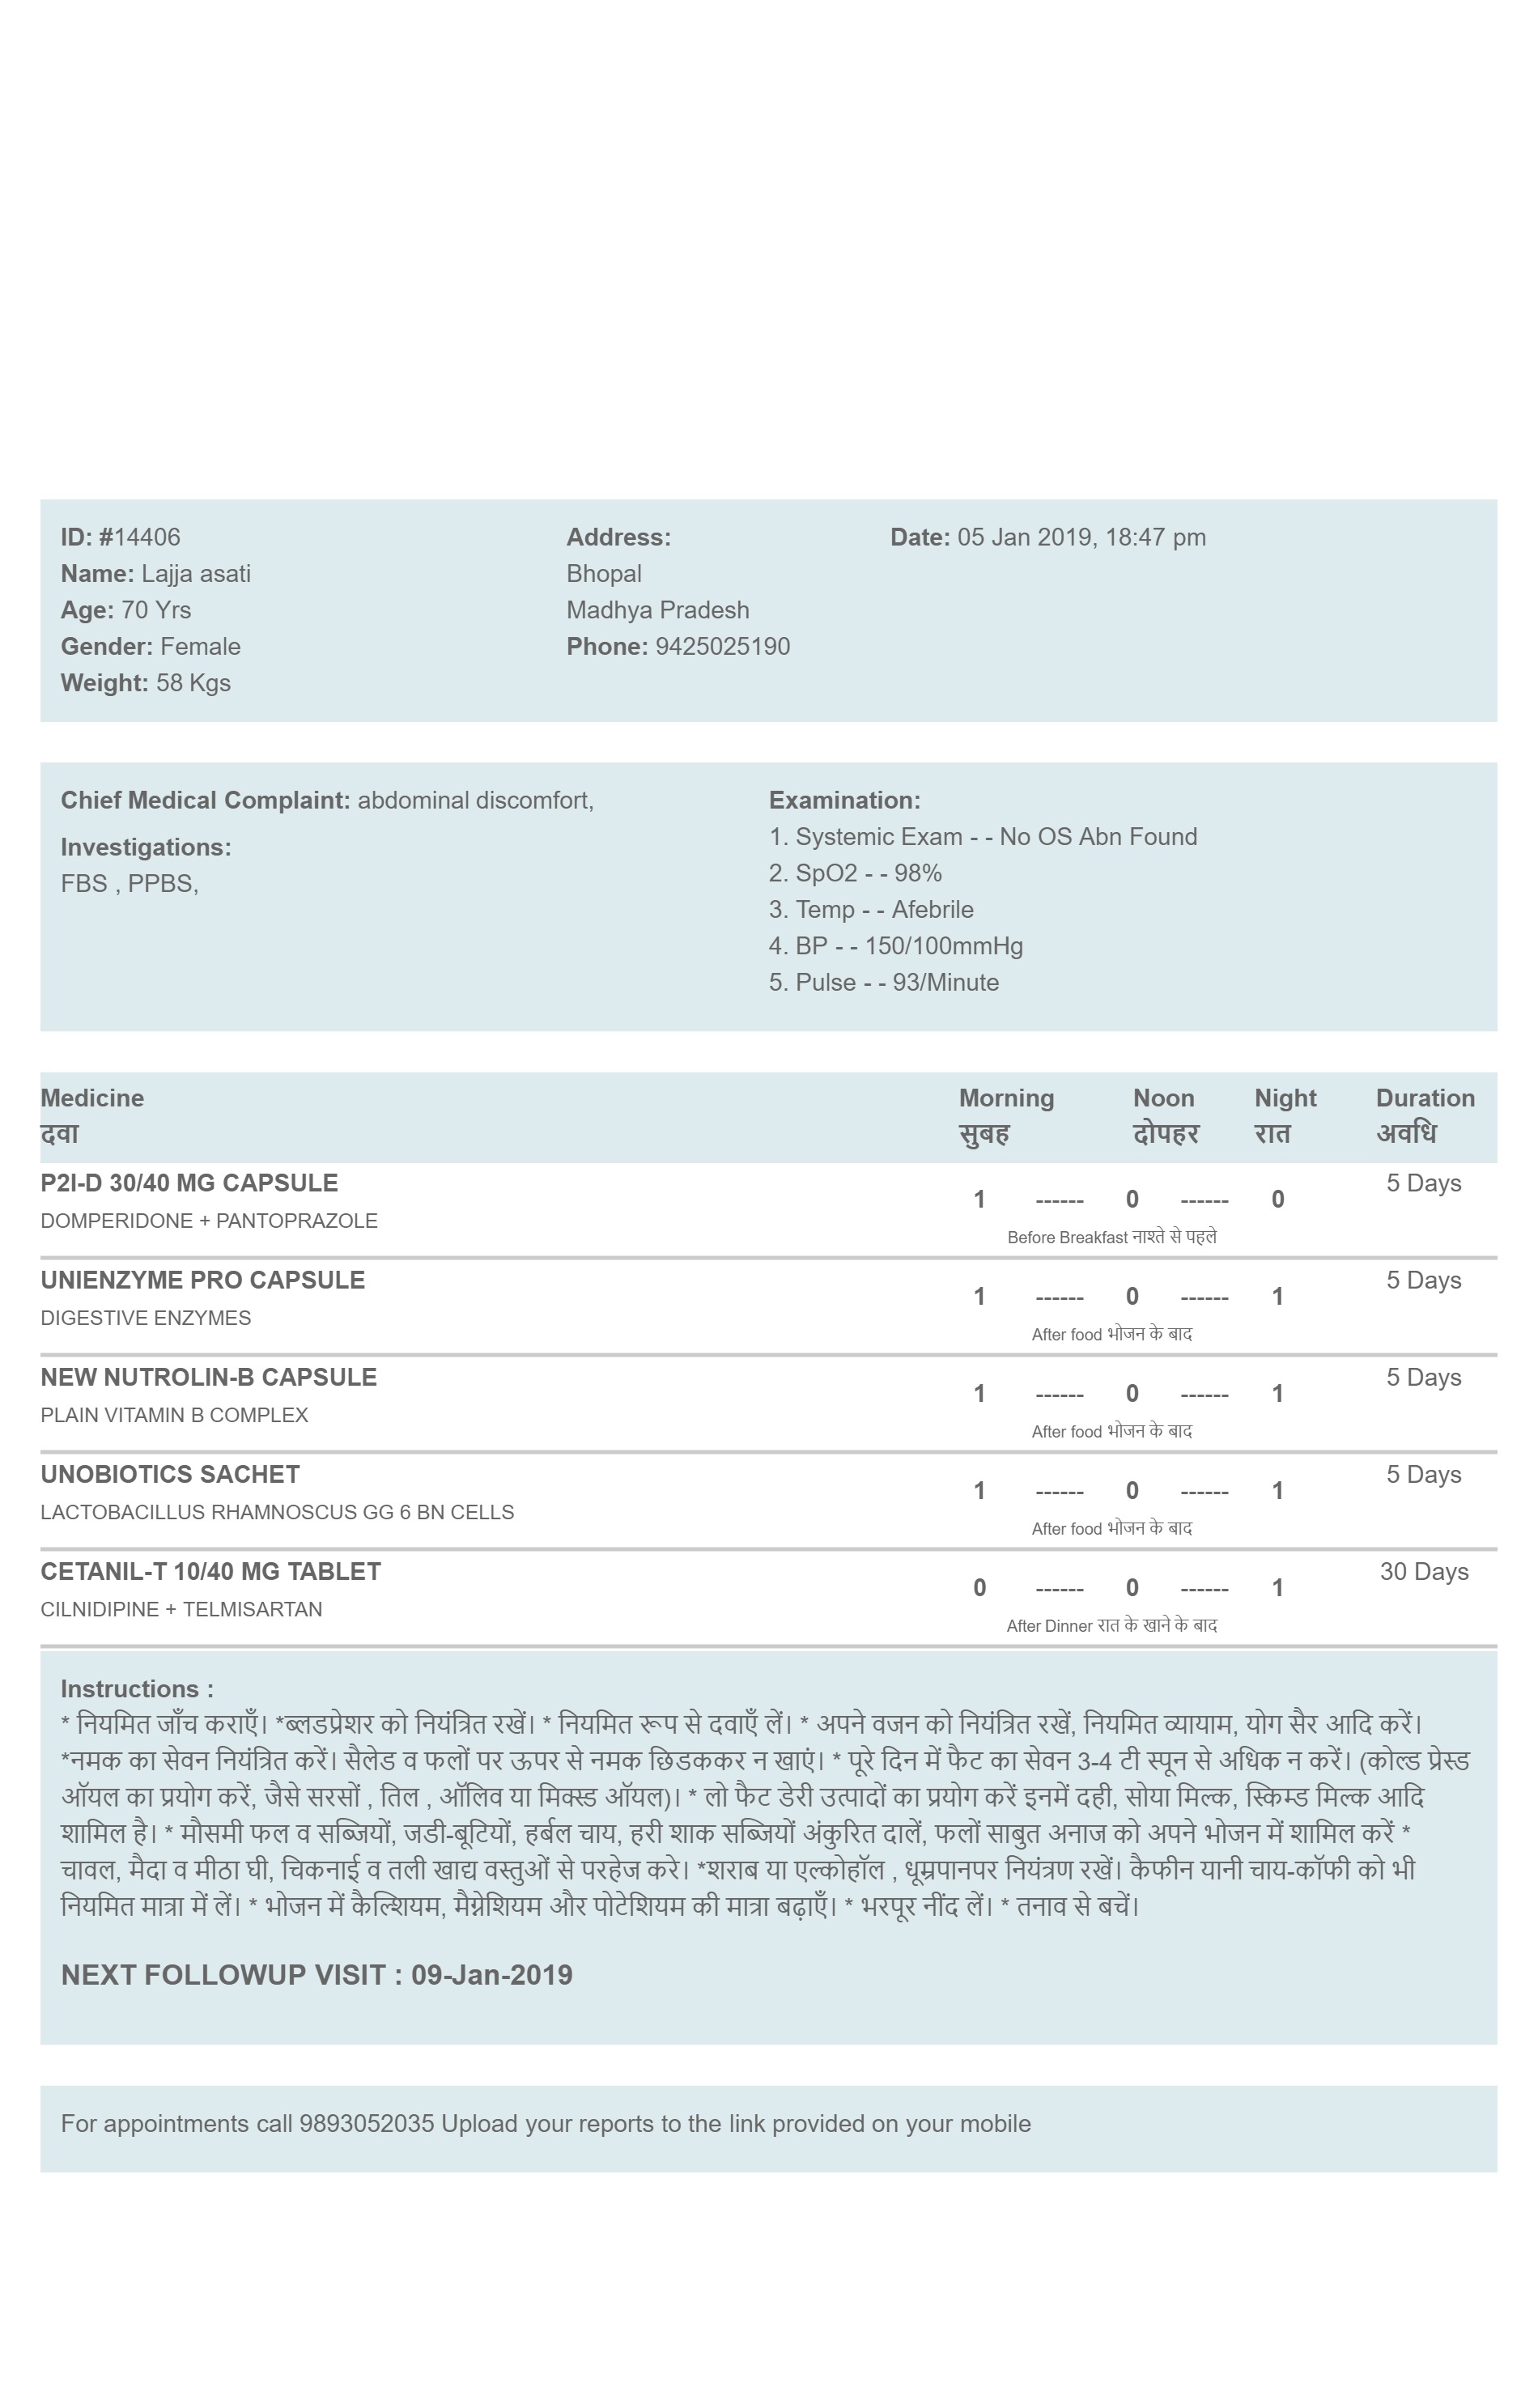 ID: #14406
Name: Lajja asati
Age: 70 Yrs
Gender: Female
Weight: 58 Kgs
Address:
Bhopal
Madhya Pradesh
Phone: 9425025190
Date: 05 Jan 2019, 18:47 pm
Chief Medical Complaint: abdominal discomfort,
Investigations:
FBS , PPBS,
Examination:
1. Systemic Exam - - No OS Abn Found
2. SpO2 - - 98%
3. Temp - - Afebrile
4. BP - - 150/100mmHg
5. Pulse - - 93/Minute
Medicine Morning Noon Night Duration
दवा सुबह दोपहर रात अवधि
P2I-D 30/40 MG CAPSULE 1 ------ 0 ------ 0 5 Days
DOMPERIDONE + PANTOPRAZOLE
Before Breakfast नाश्ते से पहले
UNIENZYME PRO CAPSULE 1 ------ 0 ------ 1 5 Days
DIGESTIVE ENZYMES
After food भोजन के बाद
NEW NUTROLIN-B CAPSULE 1 ------ 0 ------ 1 5 Days
PLAIN VITAMIN B COMPLEX
After food भोजन के बाद
UNOBIOTICS SACHET 1 ------ 0 ------ 1 5 Days
LACTOBACILLUS RHAMNOSCUS GG 6 BN CELLS
After food भोजन के बाद
CETANIL-T 10/40 MG TABLET 0 ------ 0 ------ 1 30 Days
CILNIDIPINE + TELMISARTAN
After Dinner रात के खाने के बाद
Instructions :
* नियमित जाँच कराएँ। *ब्लडप्रेशर को नियंत्रित रखें। * नियमित रूप से दवाएँ लें। * अपने वजन को नियंत्रित रखें, नियमित व्यायाम, योग सैर आदि करें।
*नमक का सेवन नियंत्रित करें। सैलेड व फलों पर ऊपर से नमक छिडककर न खाएं। * पूरे दिन में फैट का सेवन 3-4 टी स्पून से अधिक न करें। (कोल्ड प्रेस्ड
ऑयल का प्रयोग करें, जैसे सरसों , तिल , ऑलिव या मिक्स्ड ऑयल)। * लो फैट डेरी उत्पादों का प्रयोग करें इनमें दही, सोया मिल्क, स्किम्ड मिल्क आदि
शामिल है। * मौसमी फल व सब्जियों, जडी-बूटियों, हर्बल चाय, हरी शाक सब्जियों अंकुरित दालें, फलों साबुत अनाज को अपने भोजन में शामिल करें *
चावल, मैदा व मीठा घी, चिकनाई व तली खाद्य वस्तुओं से परहेज करे। *शराब या एल्कोहॉल , धूम्रपानपर नियंत्रण रखें। कैफीन यानी चाय-कॉफी को भी
नियमित मात्रा में लें। * भोजन में कैल्शियम, मैग्नेशियम और पोटेशियम की मात्रा बढ़ाएँ। * भरपूर नींद लें। * तनाव से बचें।
NEXT FOLLOWUP VISIT : 09-Jan-2019
For appointments call 9893052035 Upload your reports to the link provided on your mobile